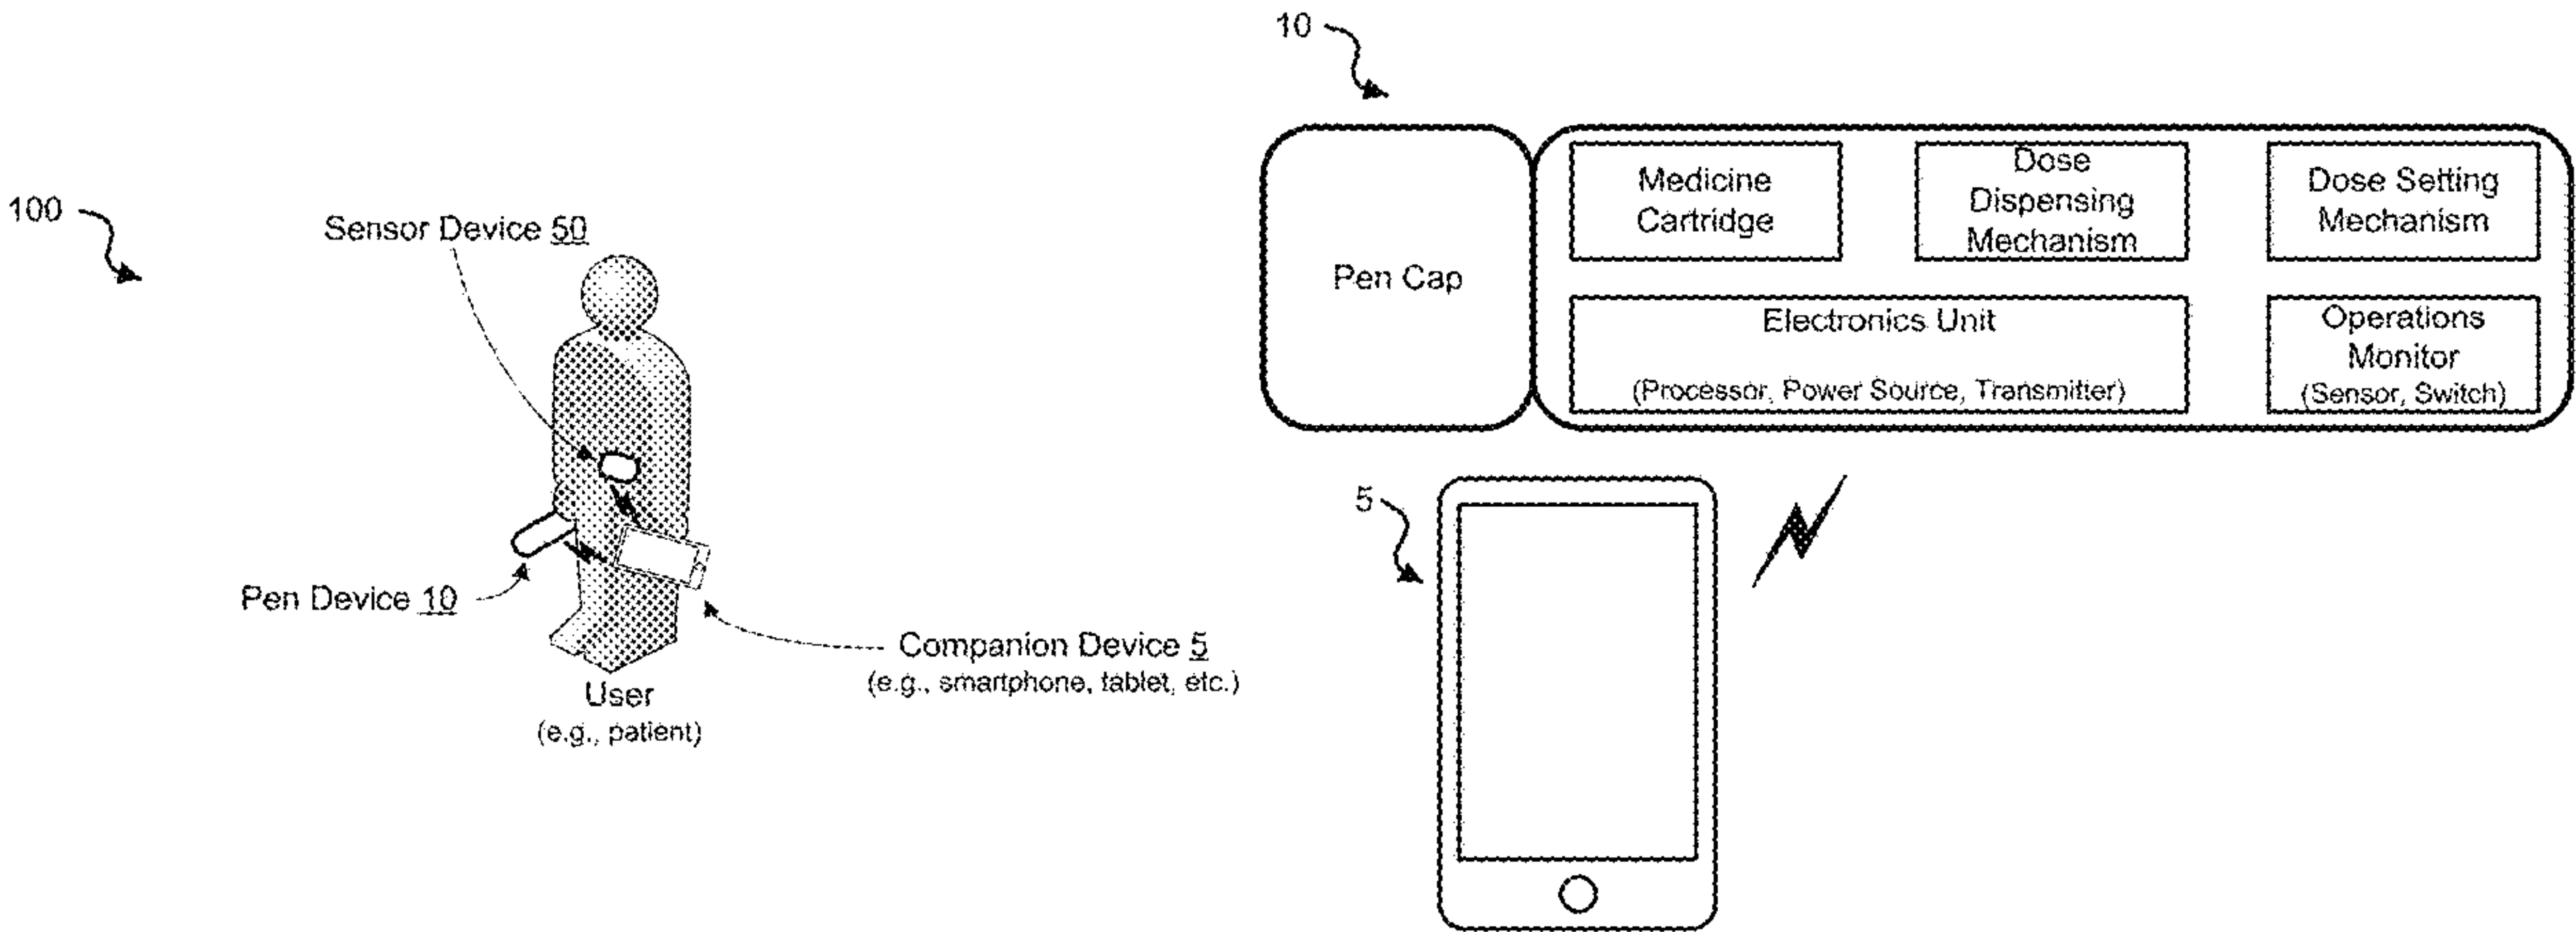 100
Sensor Device 50
Pen Device 10
Companion Device 5
(e.g., smartphone, tablet, etc.)
User
(e.g., patient)
10
Pen Cap
Medicine
Cartridge
Dose
Dispensing
Mechanism
Dose Setting
Mechanism
Electronics Unit
(Processor, Power Source, Transmitter)
Operations
Monitor
(Sensor, Switch)
5